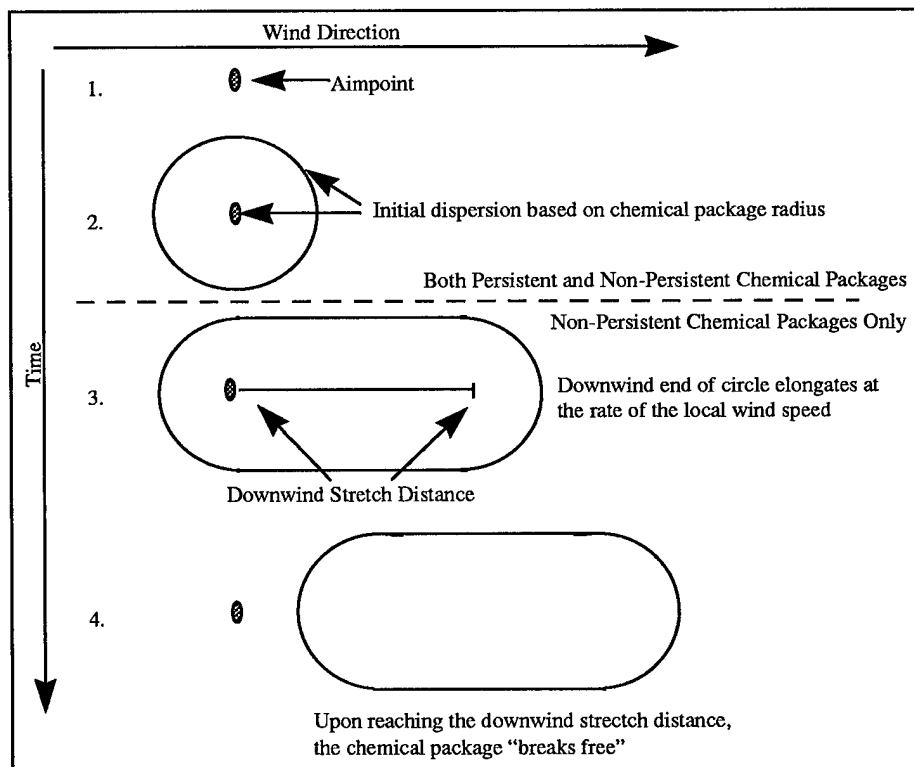 Wind Direction
1.
Aimpoint
2.
Initial dispersion based on chemical package radius
Both Persistent and Non-Persistent Chemical Packages
Non-Persistent Chemical Packages Only
Time
3.
Downwind end of circle elongates at
the rate of the local wind speed
Downwind Stretch Distance
4.
Upon reaching the downwind strectch distance,
the chemical package “breaks free”